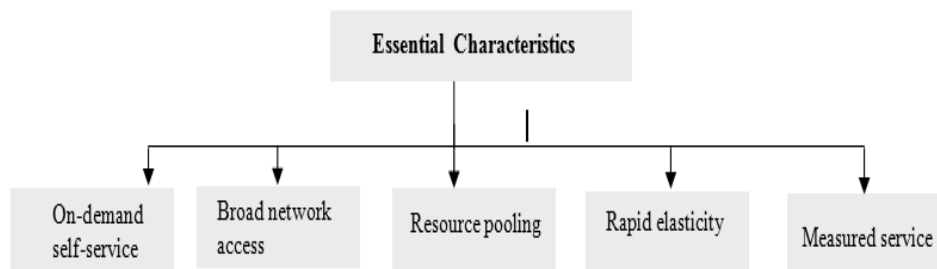 Essential Characteristics
On-demand
self-service
Broad network
access
Resource pooling
Rapid elasticity
Measured service